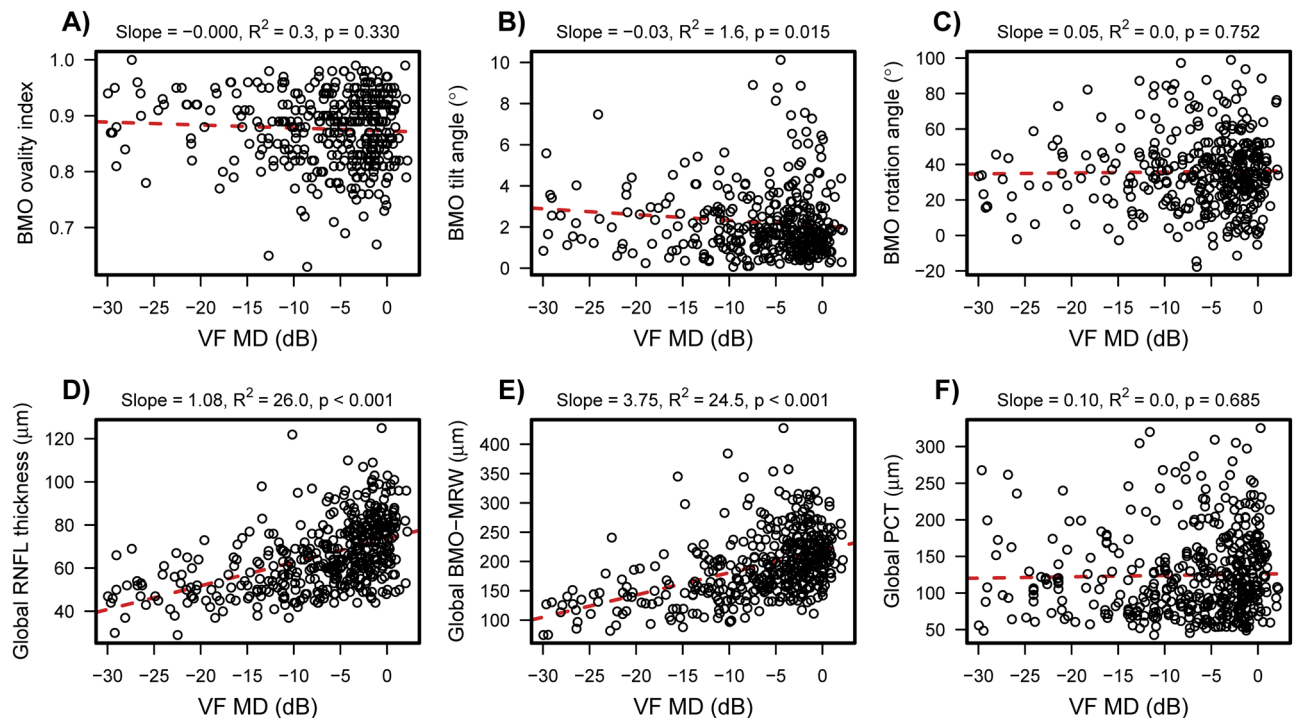 A)
Slope = −0.000, R² = 0.3, p = 0.330
BMO ovality index
1.0
0.9
0.8
0.7
−30 −25 −20 −15 −10 −5 0
VF MD (dB)
B)
Slope = −0.03, R² = 1.6, p = 0.015
BMO tilt angle (°)
10
8
6
4
2
0
−30 −25 −20 −15 −10 −5 0
VF MD (dB)
C)
Slope = 0.05, R² = 0.0, p = 0.752
BMO rotation angle (°)
100
80
60
40
20
0
−20
−30 −25 −20 −15 −10 −5 0
VF MD (dB)
D)
Slope = 1.08, R² = 26.0, p < 0.001
Global RNFL thickness (μm)
120
100
80
60
40
−30 −25 −20 −15 −10 −5 0
VF MD (dB)
E)
Slope = 3.75, R² = 24.5, p < 0.001
Global BMO−MRW (μm)
400
350
300
250
200
150
100
−30 −25 −20 −15 −10 −5 0
VF MD (dB)
F)
Slope = 0.10, R² = 0.0, p = 0.685
Global PCT (μm)
300
250
200
150
100
50
−30 −25 −20 −15 −10 −5 0
VF MD (dB)